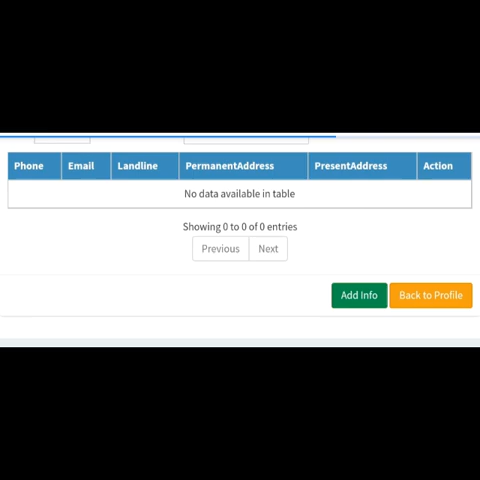 Phone Email Landline PermanentAddress PresentAddress Action
No data available in table
Showing 0 to 0 of 0 entries
Previous Next
Add Info Back to Profile